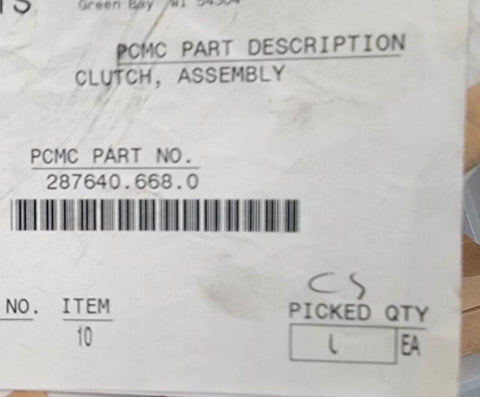 Green Bay WI 54304
PCMC PART DESCRIPTION
CLUTCH, ASSEMBLY
PCMC PART NO.
287640.668.0
CS
NO. ITEM
PICKED QTY
10
1 EA